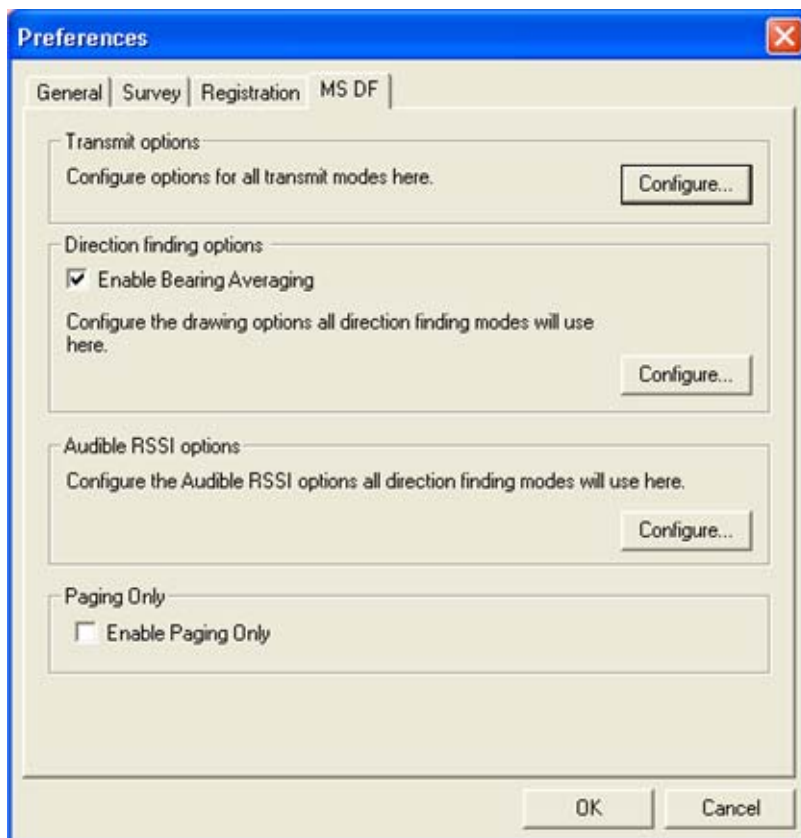 Preferences
General Survey Registration MS DF
Transmit options
Configure options for all transmit modes here.
Configure...
Direction finding options
Enable Bearing Averaging
Configure the drawing options all direction finding modes will use
here.
Configure...
Audible RSSI options
Configure the Audible RSSI options all direction finding modes will use here.
Configure...
Paging Only
Enable Paging Only
OK Cancel